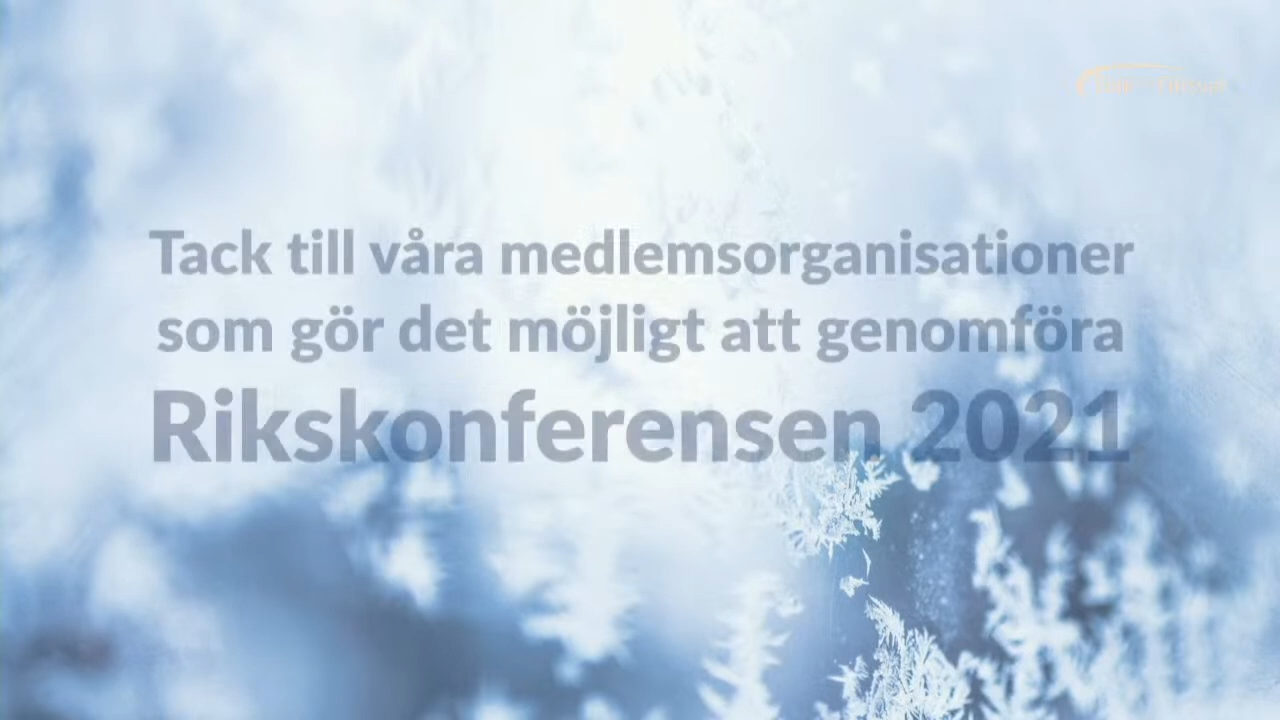 Tack till våra medlemsorganisationer
som gör det möjligt att genomföra
Rikskonferensen 2021